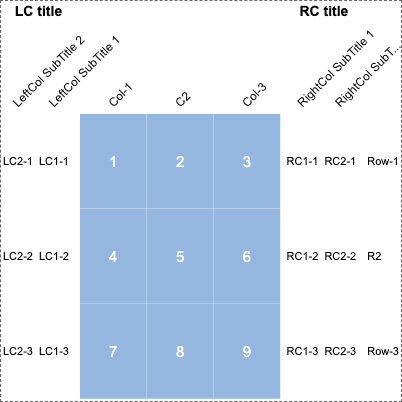 LC title RC title
LeftCol SubTitle 2
LeftCol SubTitle 1
Col-1
C2
Col-3
RightCol SubTitle 1
RightCol SubT...
LC2-1 LC1-1 1 2 3 RC1-1 RC2-1 Row-1
LC2-2 LC1-2 4 5 6 RC1-2 RC2-2 R2
LC2-3 LC1-3 7 8 9 RC1-3 RC2-3 Row-3